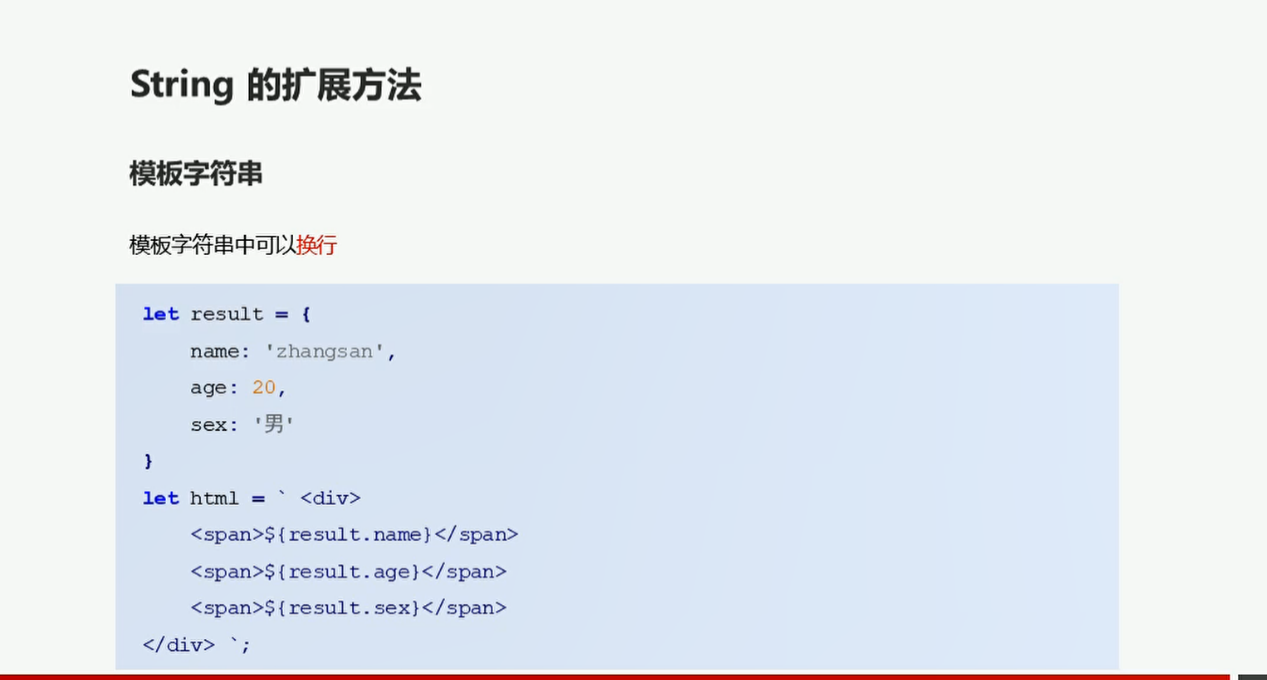 String 的扩展方法
模板字符串
模板字符串中可以换行
let result = {
    name: 'zhangsan',
    age: 20,
    sex: '男'
}
let html = ` <div>
    <span>${result.name}</span>
    <span>${result.age}</span>
    <span>${result.sex}</span>
</div> `;